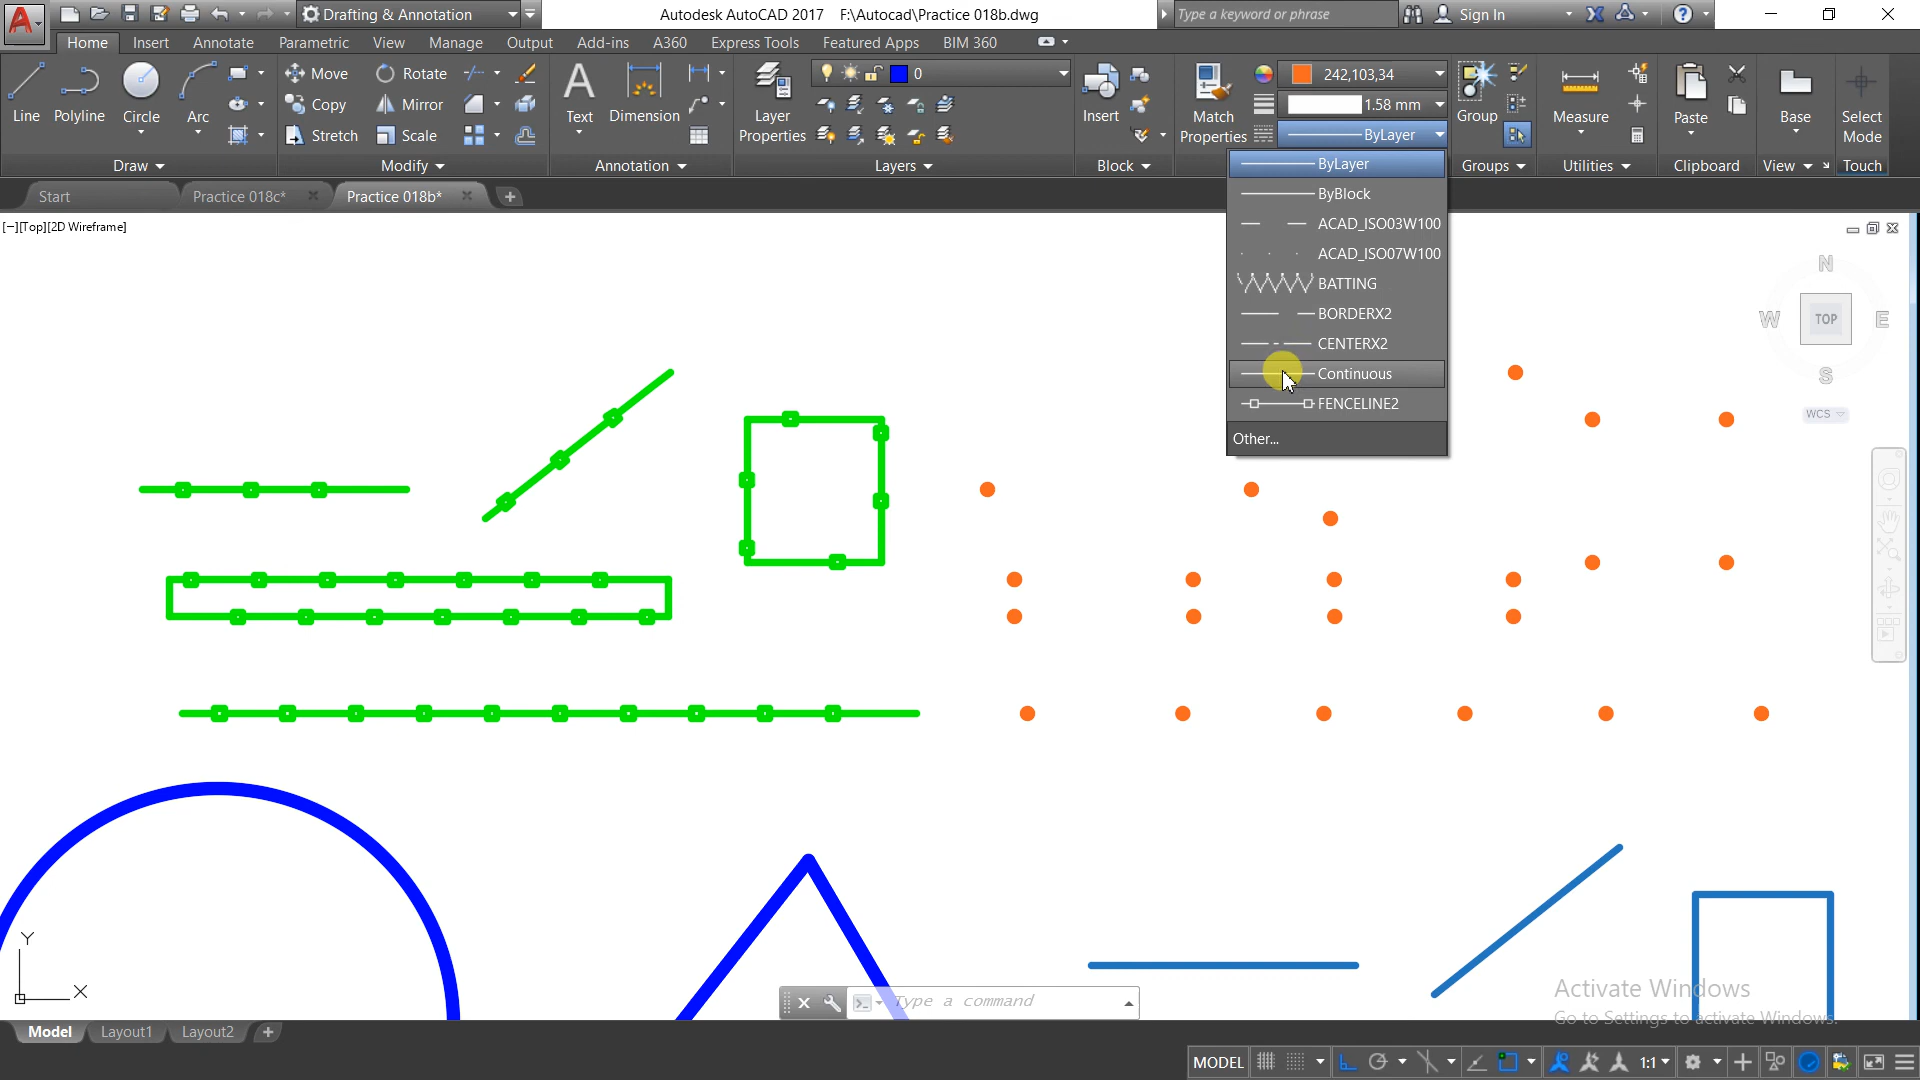 Drafting & Annotation
Autodesk AutoCAD 2017 F:\Autocad\Practice 018b.dwg
Type a keyword or phrase
Sign In
Home Insert Annotate Parametric View Manage Output Add-ins A360 Express Tools Featured Apps BIM 360
Line Polyline Circle Arc
Move Rotate
Copy Mirror
Stretch Scale
Text Dimension
Layer Properties
0
Insert
Match Properties
242,103,34
1.58 mm
ByLayer
Group
Measure
Paste
Base
Select Mode
Draw Modify Annotation Layers Block Groups Utilities Clipboard View Touch
Start Practice 018c* Practice 018b*
[−][Top][2D Wireframe]
ByLayer
ByBlock
ACAD_ISO03W100
ACAD_ISO07W100
BATTING
BORDERX2
CENTERX2
Continuous
FENCELINE2
Other...
N
W TOP E
S
WCS
Y
X
Type a command
Activate Windows
Go to Settings to activate Windows.
Model Layout1 Layout2
MODEL 1:1